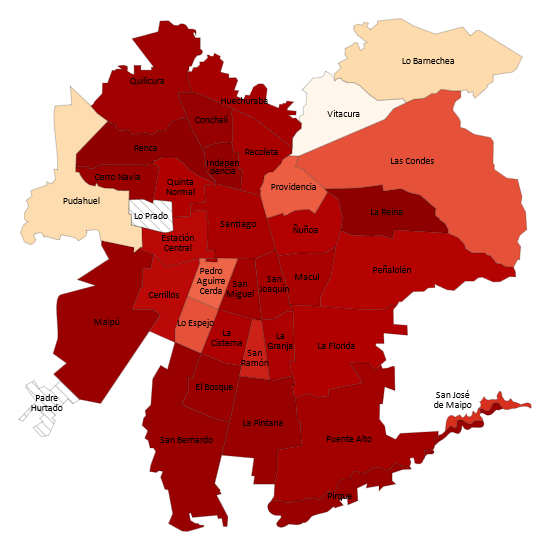 Lo Barnechea
Quilicura
Huechuraba
Vitacura
Conchalí
Renca
Recoleta
Indepen
dencia
Las Condes
Cerro Navia
Quinta
Normal
Providencia
Pudahuel
Lo Prado
La Reina
Santiago
Ñuñoa
Estación
Central
Peñalolen
Pedro
Aguirre
Cerda
San
Miguel
San
Joaquín
Macul
Cerrillos
Maipú
Lo Espejo
La
Cisterna
La
Granja
La Florida
San
Ramón
El Bosque
Padre
Hurtado
San José
de Maipo
La Pintana
San Bernardo
Puente Alto
Pirque